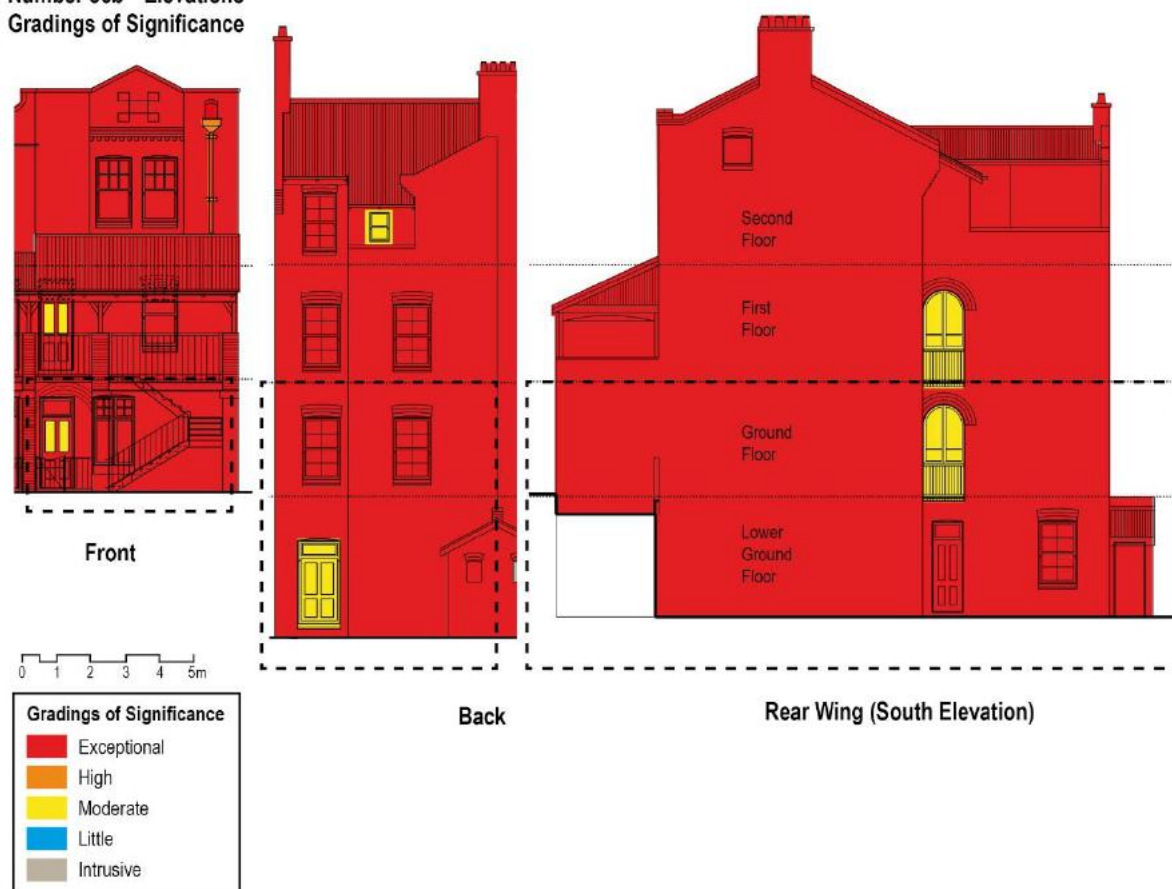 Elevations
Gradings of Significance
Second
Floor
First
Floor
Ground
Floor
Lower
Ground
Floor
Front
Back
Rear Wing (South Elevation)
0 1 2 3 4 5m
Gradings of Significance
Exceptional
High
Moderate
Little
Intrusive